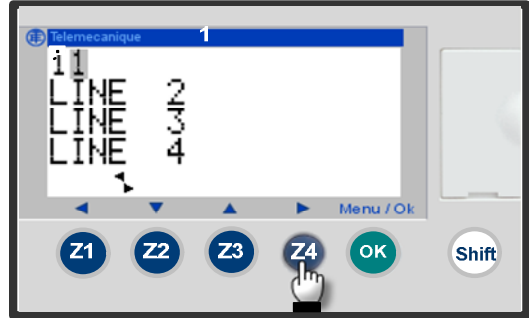 Telemecanique 1
i1
LINE 2
LINE 3
LINE 4
Menu / Ok
Z1 Z2 Z3 Z4 OK Shift